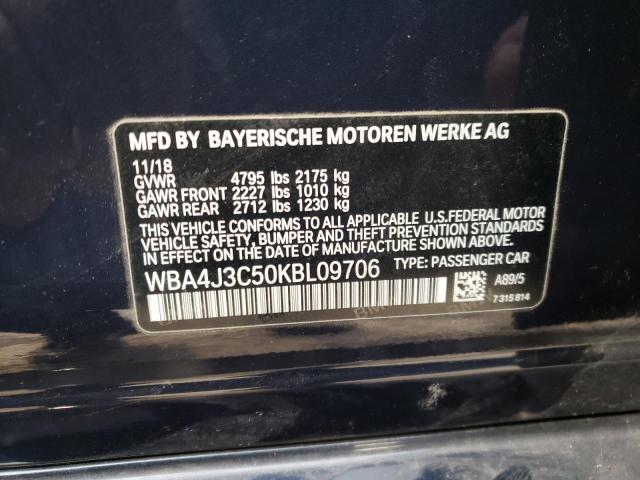 MFD BY BAYERISCHE MOTOREN WERKE AG
11/18
GVWR 4795 lbs 2175 kg
GAWR FRONT 2227 lbs 1010 kg
GAWR REAR 2712 lbs 1230 kg
THIS VEHICLE CONFORMS TO ALL APPLICABLE U.S.FEDERAL MOTOR
VEHICLE SAFETY, BUMPER, AND THEFT PREVENTION STANDARDS
IN EFFECT ON THE DATE OF MANUFACTURE SHOWN ABOVE.
WBA4J3C50KBL09706 TYPE: PASSENGER CAR
A89/5
7 315 814